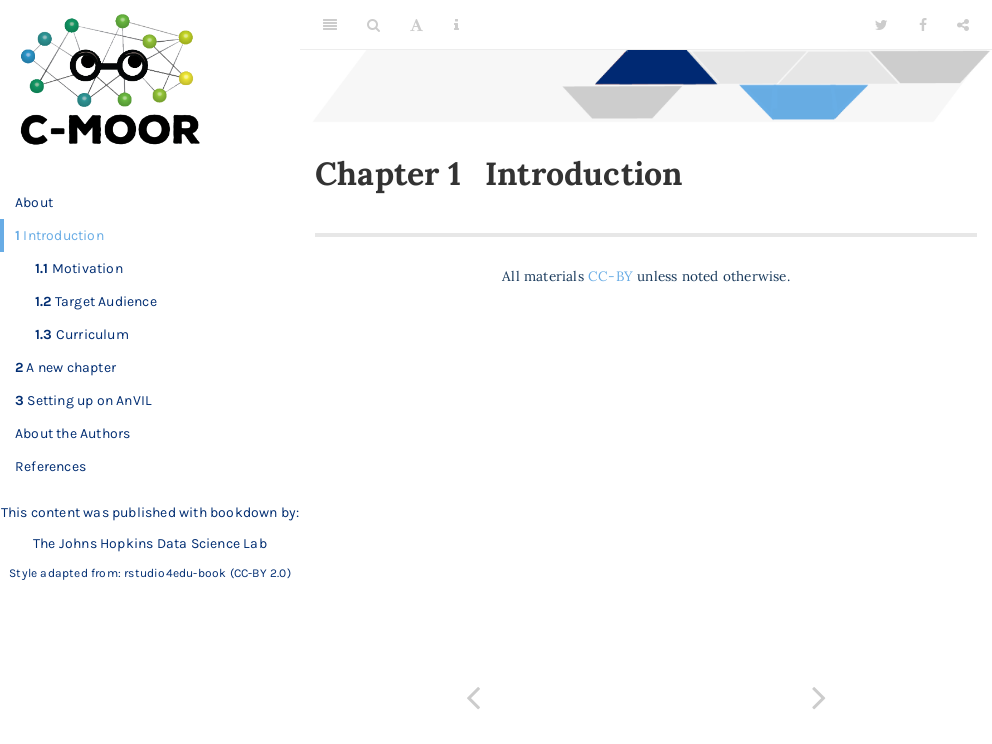 C-MOOR
About
1 Introduction
1.1 Motivation
1.2 Target Audience
1.3 Curriculum
2 A new chapter
3 Setting up on AnVIL
About the Authors
References
This content was published with bookdown by:
The Johns Hopkins Data Science Lab
Style adapted from: rstudio4edu-book (CC-BY 2.0)
A
Chapter 1 Introduction
All materials CC-BY unless noted otherwise.